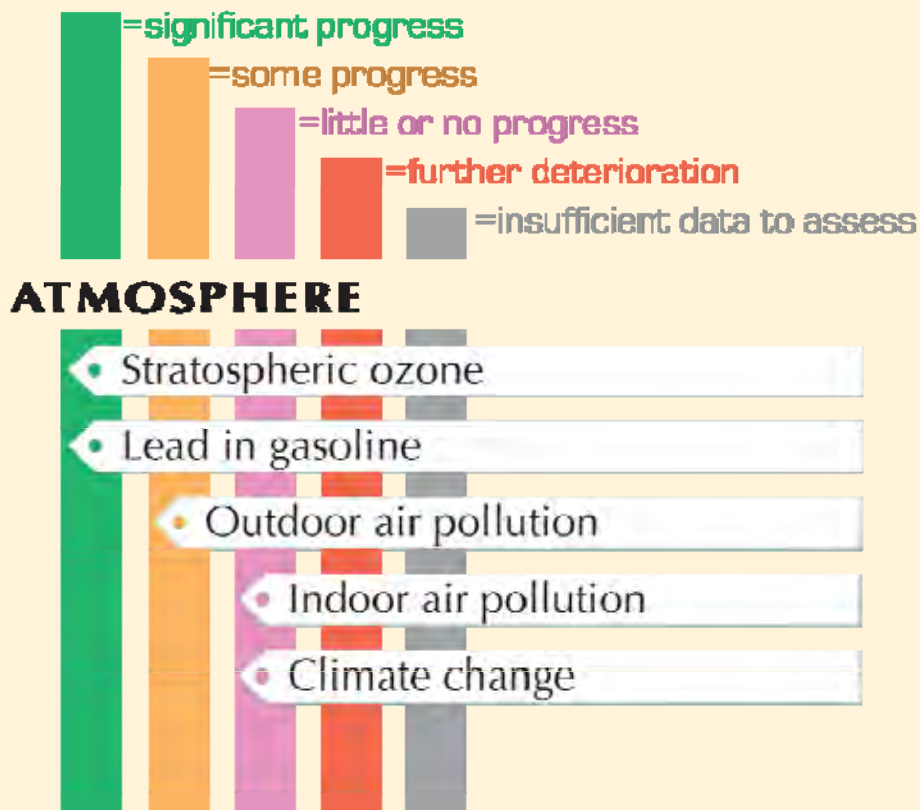 =significant progress
=some progress
=little or no progress
=further deterioration
=insufficient data to assess
ATMOSPHERE
Stratospheric ozone
Lead in gasoline
Outdoor air pollution
Indoor air pollution
Climate change